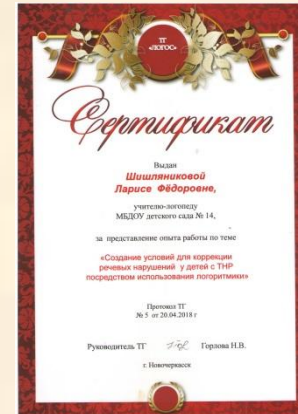 ТГ
«ЛОГОС»
Сертификат
Выдан
Шишляниковой
Ларисе Фёдоровне,
учителю-логопеду
МБДОУ детского сада № 14,
за представление опыта работы по теме
«Создание условий для коррекции
речевых нарушений у детей с ТНР
посредством использования логоритмики»
Протокол ТГ
№ 5 от 20.04.2018 г
Руководитель ТГ Горлова Н.В.
г. Новочеркасск